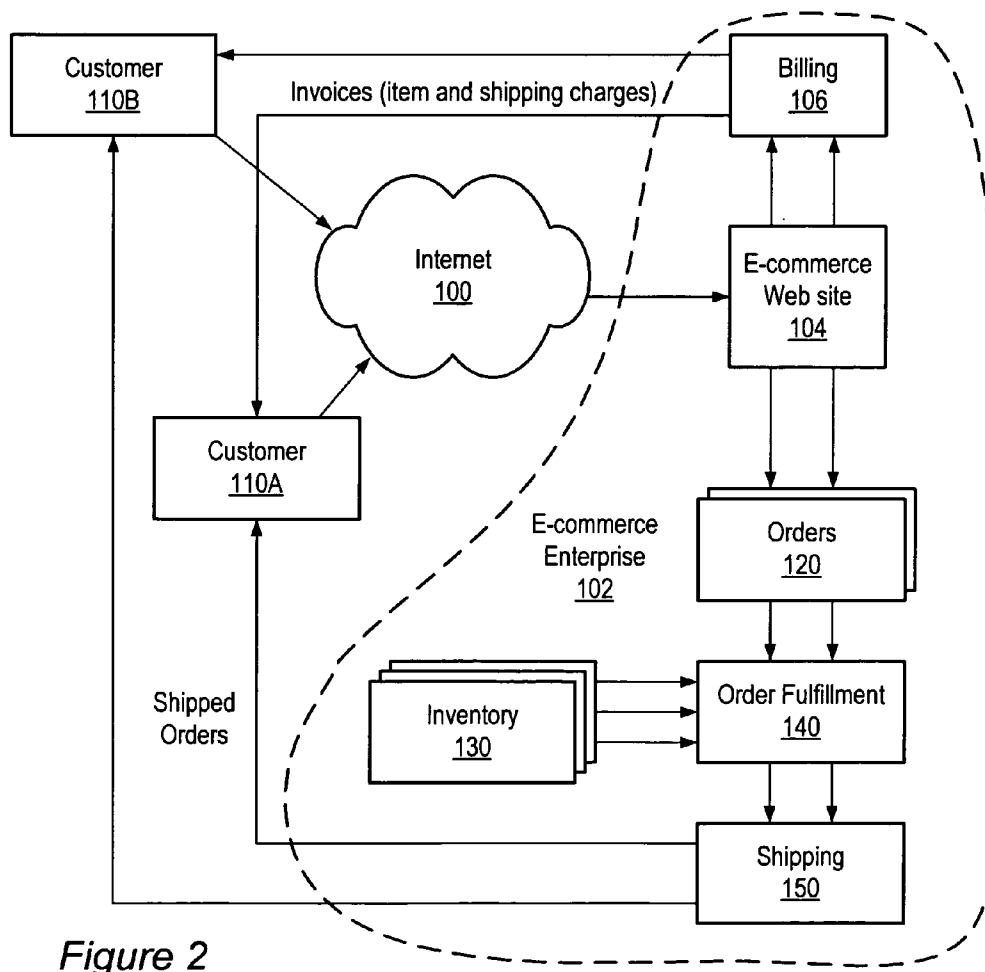 Customer
110B
Billing
106
Invoices (item and shipping charges)
Internet
100
E-commerce
Web site
104
Customer
110A
E-commerce
Enterprise
102
Orders
120
Shipped
Orders
Inventory
130
Order Fulfillment
140
Shipping
150
Figure 2